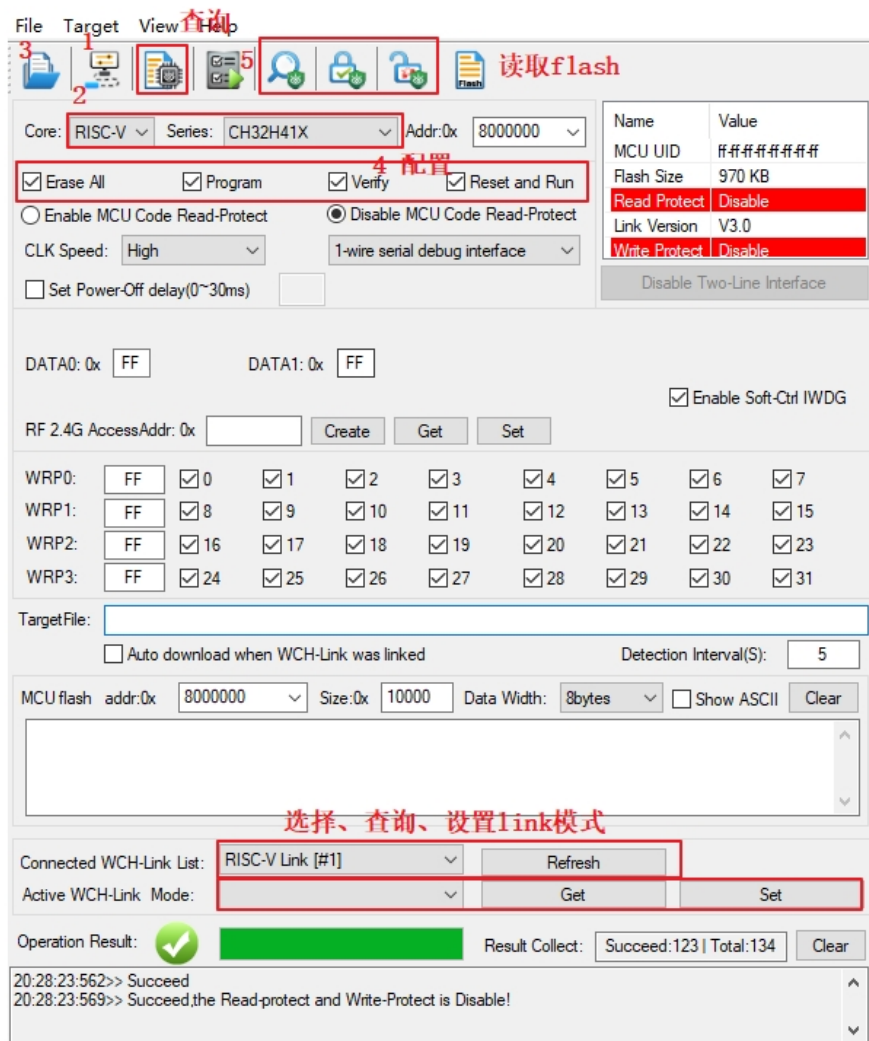 File Target View Help
查询
3 1 5 读取flash
Flash
2
Core: RISC-V Series: CH32H41X Addr:0x 8000000
4 配置
Erase All Program Verify Reset and Run
Enable MCU Code Read-Protect Disable MCU Code Read-Protect
CLK Speed: High 1-wire serial debug interface
Set Power-Off delay(0~30ms)
Name Value
MCU UID ff-ff-ff-ff-ff-ff-ff-ff
Flash Size 970 KB
Read Protect Disable
Link Version V3.0
Write Protect Disable
Disable Two-Line Interface
DATA0: 0x FF DATA1: 0x FF
Enable Soft-Ctrl IWDG
RF 2.4G AccessAddr: 0x Create Get Set
WRP0: FF 0 1 2 3 4 5 6 7
WRP1: FF 8 9 10 11 12 13 14 15
WRP2: FF 16 17 18 19 20 21 22 23
WRP3: FF 24 25 26 27 28 29 30 31
TargetFile:
Auto download when WCH-Link was linked Detection Interval(S): 5
MCU flash addr:0x 8000000 Size:0x 10000 Data Width: 8bytes Show ASCII Clear
选择、查询、设置link模式
Connected WCH-Link List: RISC-V Link [#1] Refresh
Active WCH-Link Mode: Get Set
Operation Result: Result Collect: Succeed:123 | Total:134 Clear
20:28:23:562>> Succeed
20:28:23:569>> Succeed,the Read-protect and Write-Protect is Disable!